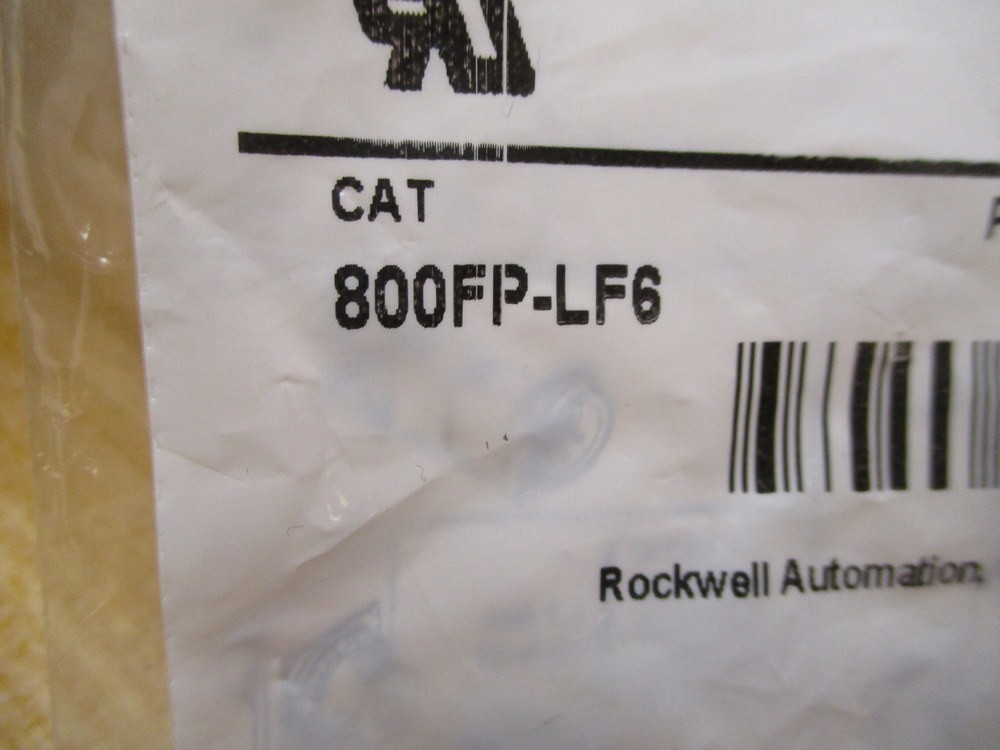 CAT
800FP-LF6
Rockwell Automation,